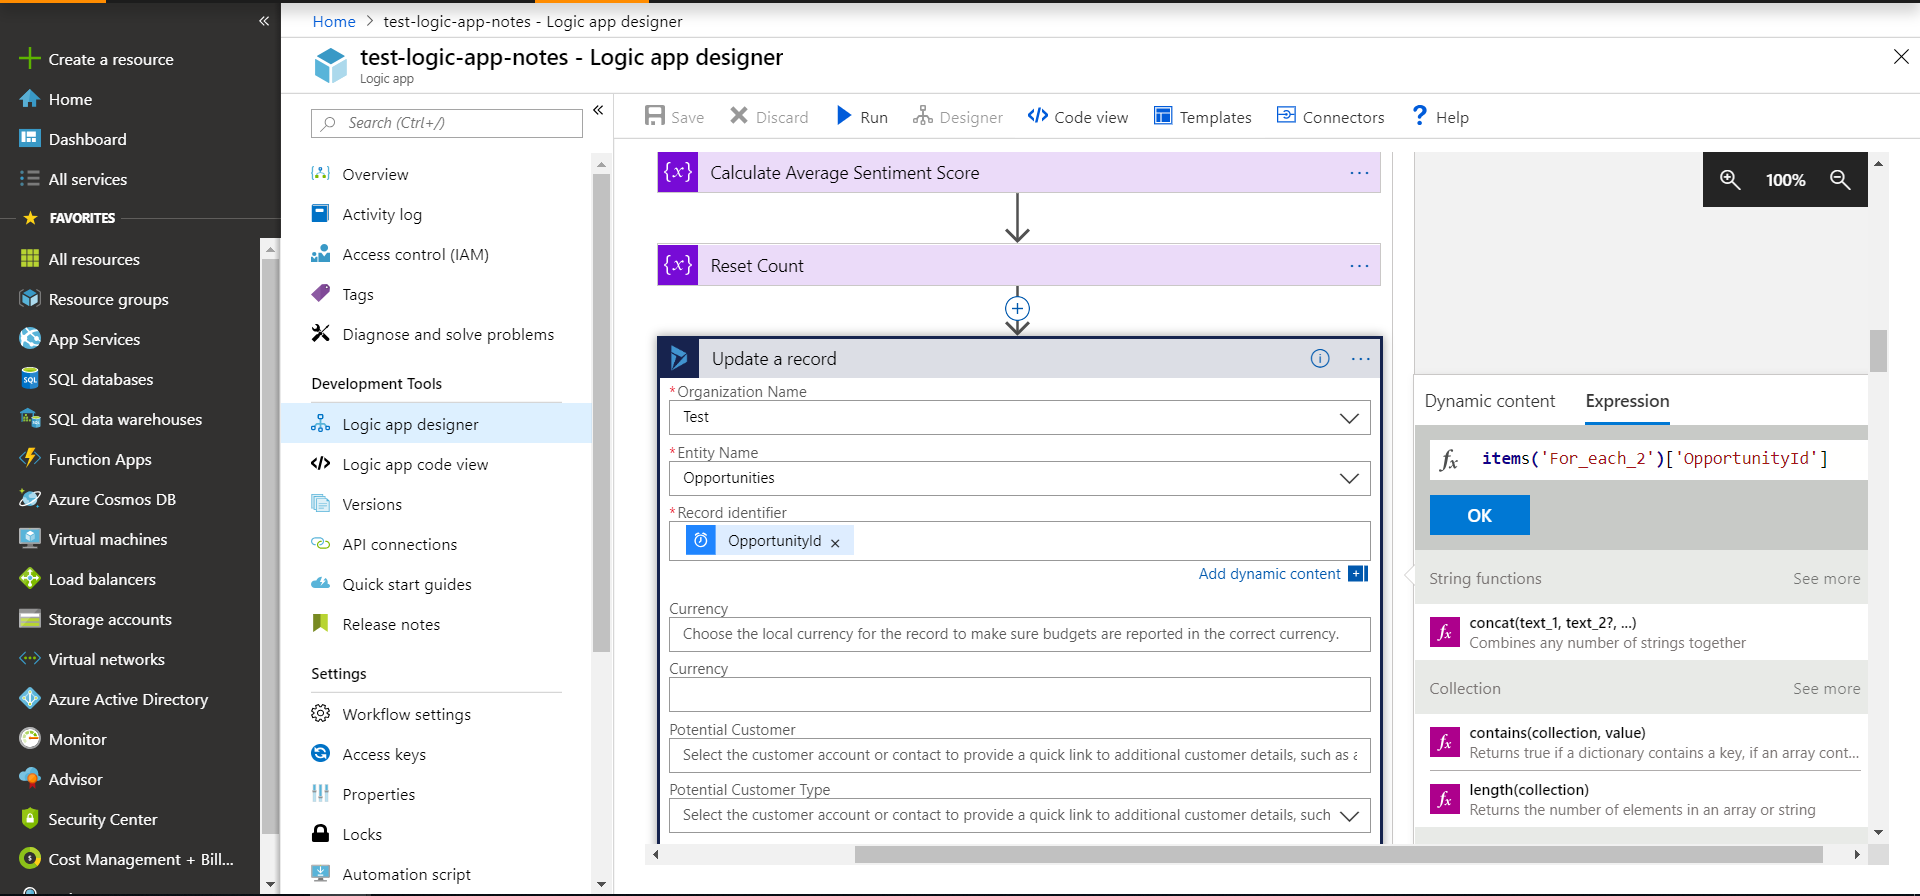 Home > test-logic-app-notes - Logic app designer
test-logic-app-notes - Logic app designer
Logic app
Create a resource
Home
Dashboard
All services
FAVORITES
All resources
Resource groups
App Services
SQL databases
SQL data warehouses
Function Apps
Azure Cosmos DB
Virtual machines
Load balancers
Storage accounts
Virtual networks
Azure Active Directory
Monitor
Advisor
Security Center
Cost Management + Bill...
Search (Ctrl+/)
Overview
Activity log
Access control (IAM)
Tags
Diagnose and solve problems
Development Tools
Logic app designer
Logic app code view
Versions
API connections
Quick start guides
Release notes
Settings
Workflow settings
Access keys
Properties
Locks
Automation script
Save Discard Run Designer Code view Templates Connectors Help
{x} Calculate Average Sentiment Score ...
{x} Reset Count ...
Update a record ...
*Organization Name
Test
*Entity Name
Opportunities
*Record identifier
OpportunityId ×
Add dynamic content
Currency
Choose the local currency for the record to make sure budgets are reported in the correct currency.
Currency
Potential Customer
Select the customer account or contact to provide a quick link to additional customer details, such as a
Potential Customer Type
Select the customer account or contact to provide a quick link to additional customer details, such
100%
Dynamic content Expression
fx items('For_each_2')['OpportunityId']
OK
String functions See more
fx concat(text_1, text_2?, ...)
Combines any number of strings together
Collection See more
fx contains(collection, value)
Returns true if a dictionary contains a key, if an array cont...
fx length(collection)
Returns the number of elements in an array or string